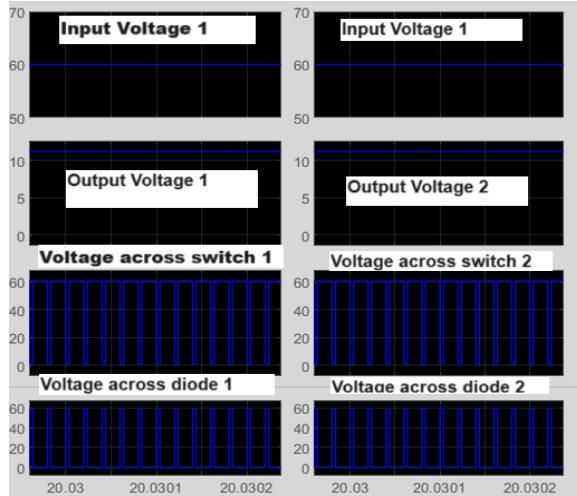 70
Input Voltage 1
60
50
70
Input Voltage 1
60
50
10
Output Voltage 1
5
0
10
Output Voltage 2
5
0
Voltage across switch 1
60
40
20
0
Voltage across switch 2
60
40
20
0
Voltage across diode 1
60
40
20
0
20.03 20.0301 20.0302
Voltage across diode 2
60
40
20
0
20.03 20.0301 20.0302